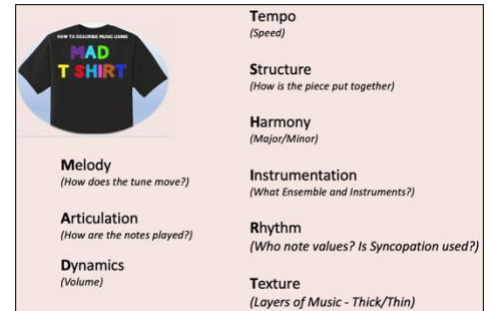 HOW TO DESCRIBE MUSIC USING
MAD
T SHIRT
Melody
(How does the tune move?)
Articulation
(How are the notes played?)
Dynamics
(Volume)
Tempo
(Speed)
Structure
(How is the piece put together)
Harmony
(Major/Minor)
Instrumentation
(What Ensemble and Instruments?)
Rhythm
(Who note values? Is Syncopation used?)
Texture
(Layers of Music - Thick/Thin)